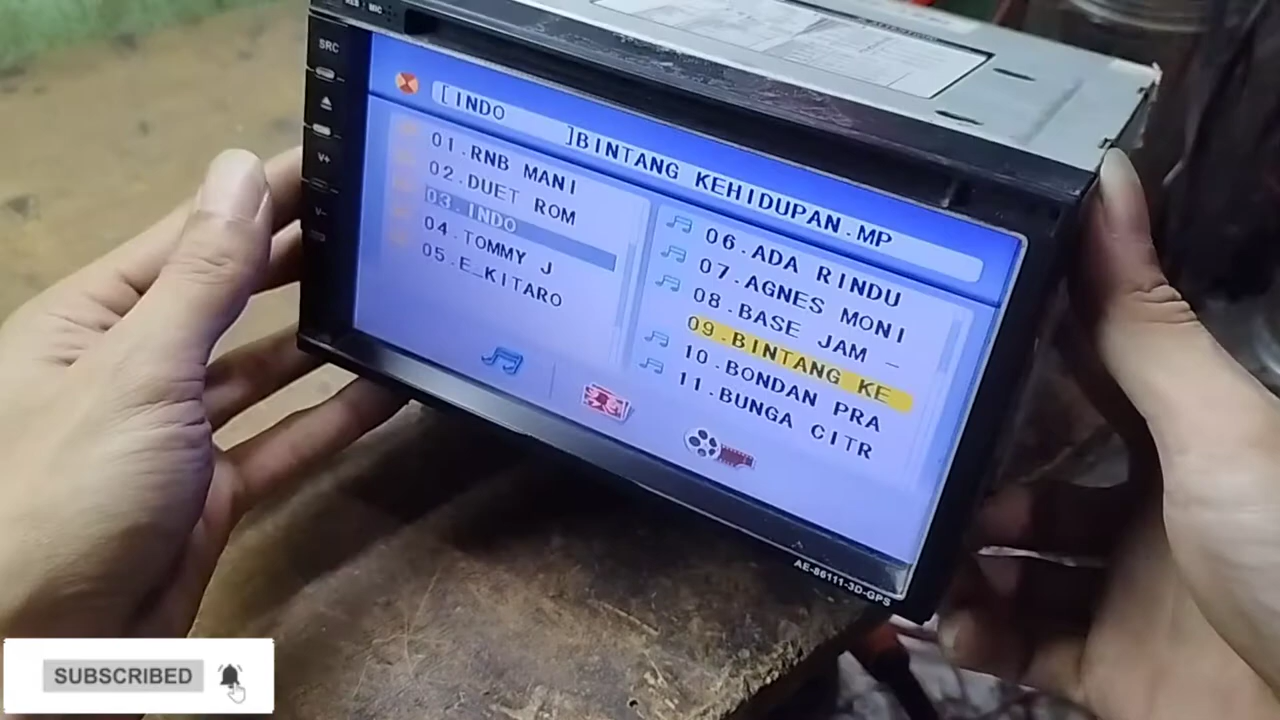 SRC
V+
V-
[INDO ]BINTANG KEHIDUPAN.MP
01.RNB MANI
02.DUET ROM
03.INDO
04.TOMMY J
05.E_KITARO
06.ADA RINDU
07.AGNES MONI
08.BASE JAM _
09.BINTANG KE
10.BONDAN PRA
11.BUNGA CITR
AE-86111-3D-GPS
SUBSCRIBED